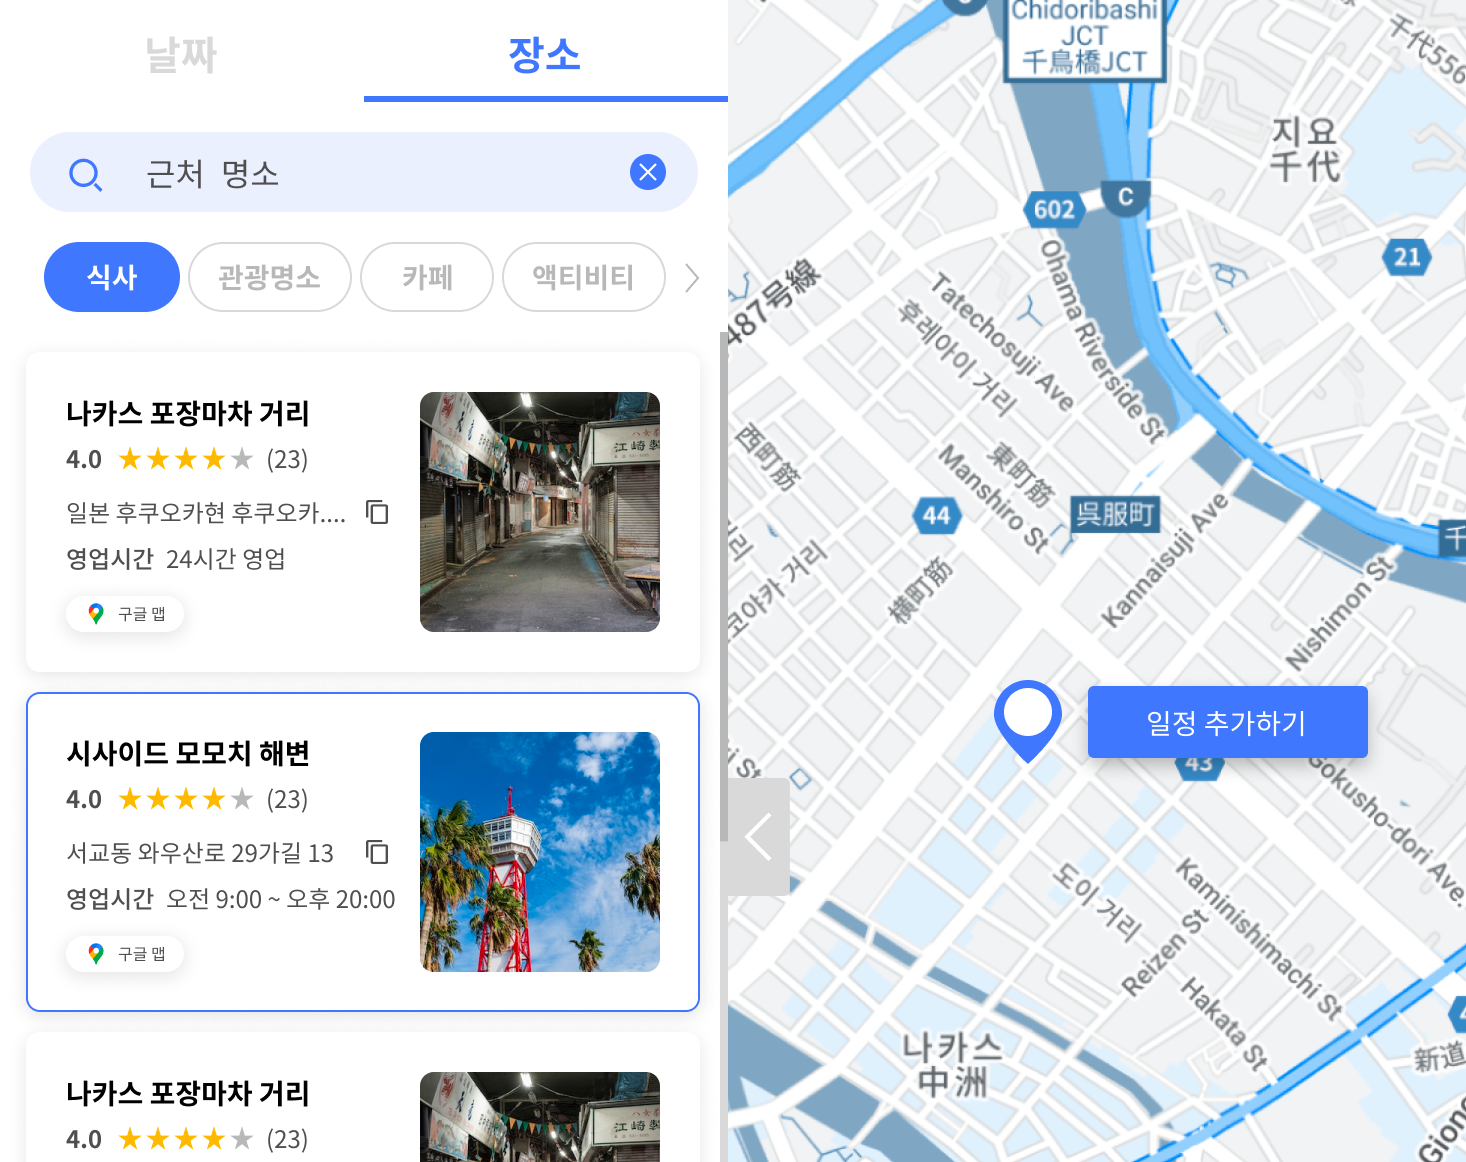 날짜
장소
근처 명소
식사
관광명소
카페
액티비티
나카스 포장마차 거리
4.0 ★★★★★ (23)
일본 후쿠오카현 후쿠오카....
영업시간 24시간 영업
구글 맵
江崎製
시사이드 모모치 해변
4.0 ★★★★★ (23)
서교동 와우산로 29가길 13
영업시간 오전 9:00 ~ 오후 20:00
구글 맵
나카스 포장마차 거리
4.0 ★★★★★ (23)
江崎製
Chidoribashi
JCT
千鳥橋JCT
千代556
지요
千代
C
602
21
487号線
Ohama Riverside St
Tatechosuji Ave
후레아이 거리
西町筋
東町筋
Manshiro St
44
呉服町
Kannaisuji Ave
코야카 거리
横町筋
Nishimon St
千
일정 추가하기
43
Gokusho-dori Ave.
도이 거리
Kaminishimachi St
Reizen St
Hakata St
나카스
中洲
4
新道
Giong